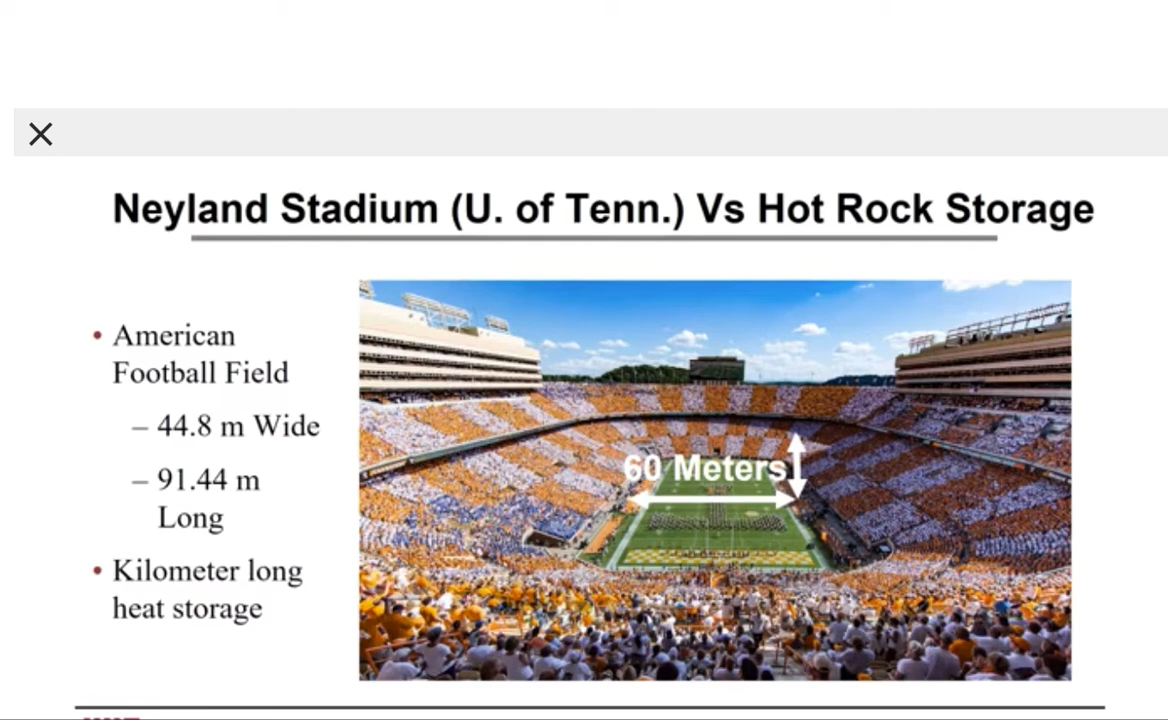 Neyland Stadium (U. of Tenn.) Vs Hot Rock Storage
• American
Football Field
– 44.8 m Wide
– 91.44 m
Long
• Kilometer long
heat storage
60 Meters